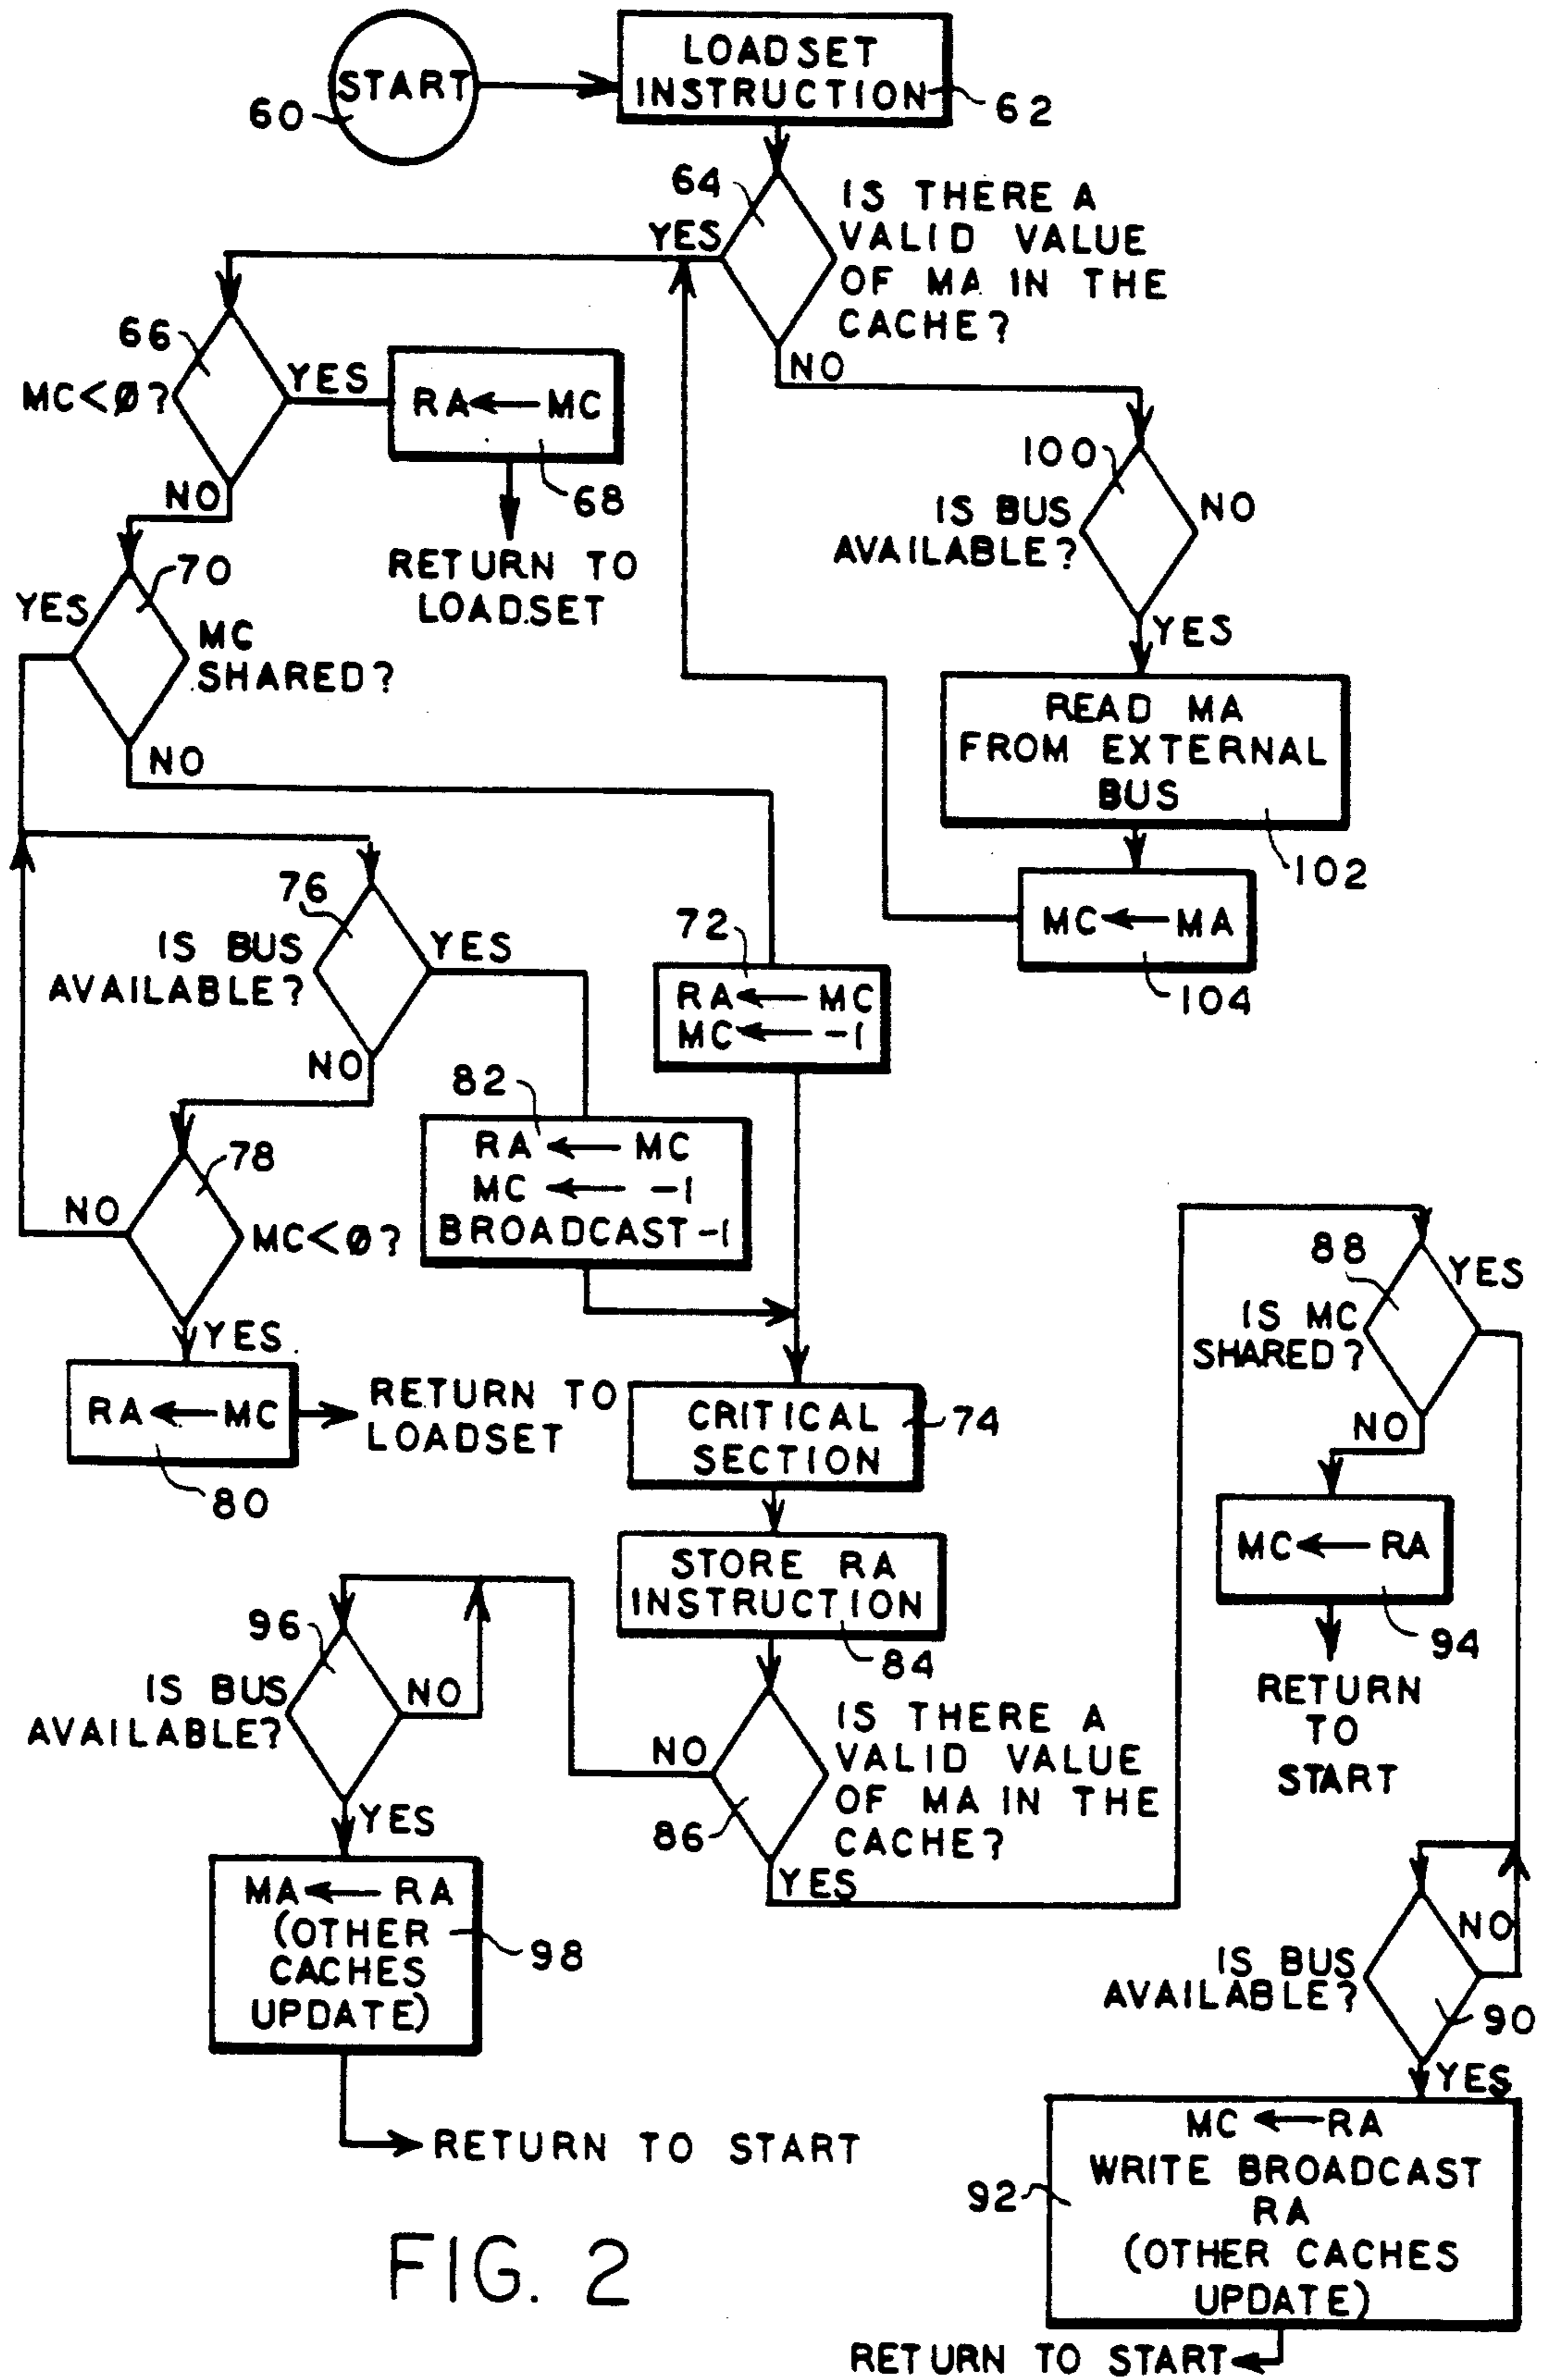 START
60
LOADSET
INSTRUCTION
62
64
IS THERE A
VALID VALUE
OF MA IN THE
CACHE?
YES
NO
66
MC<Ø?
YES
RA ← MC
68
NO
RETURN TO
LOADSET
100
IS BUS
AVAILABLE?
NO
YES
70
YES
MC
SHARED?
NO
READ MA
FROM EXTERNAL
BUS
102
MC ← MA
104
76
IS BUS
AVAILABLE?
YES
NO
72
RA ← MC
MC ← -1
82
RA ← MC
MC ← -1
BROADCAST -1
78
NO
MC<Ø?
YES
RA ← MC
80
RETURN TO
LOADSET
CRITICAL
SECTION
74
88
YES
IS MC
SHARED?
NO
MC ← RA
94
RETURN
TO
START
STORE RA
INSTRUCTION
84
96
IS BUS
AVAILABLE?
NO
YES
NO
86
IS THERE A
VALID VALUE
OF MA IN THE
CACHE?
YES
MA ← RA
(OTHER
CACHES
UPDATE)
98
RETURN TO START
IS BUS
AVAILABLE?
NO
90
YES
MC ← RA
WRITE BROADCAST
RA
(OTHER CACHES
UPDATE)
92
RETURN TO START
FIG. 2